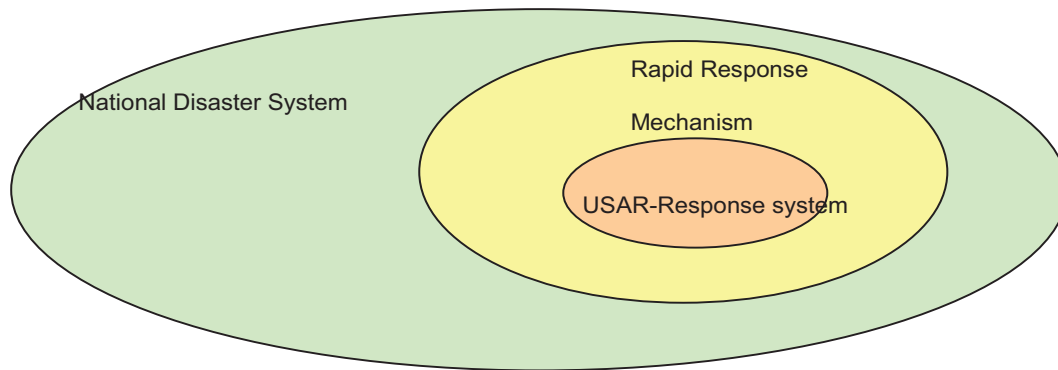 Rapid Response
National Disaster System
Mechanism
USAR-Response system